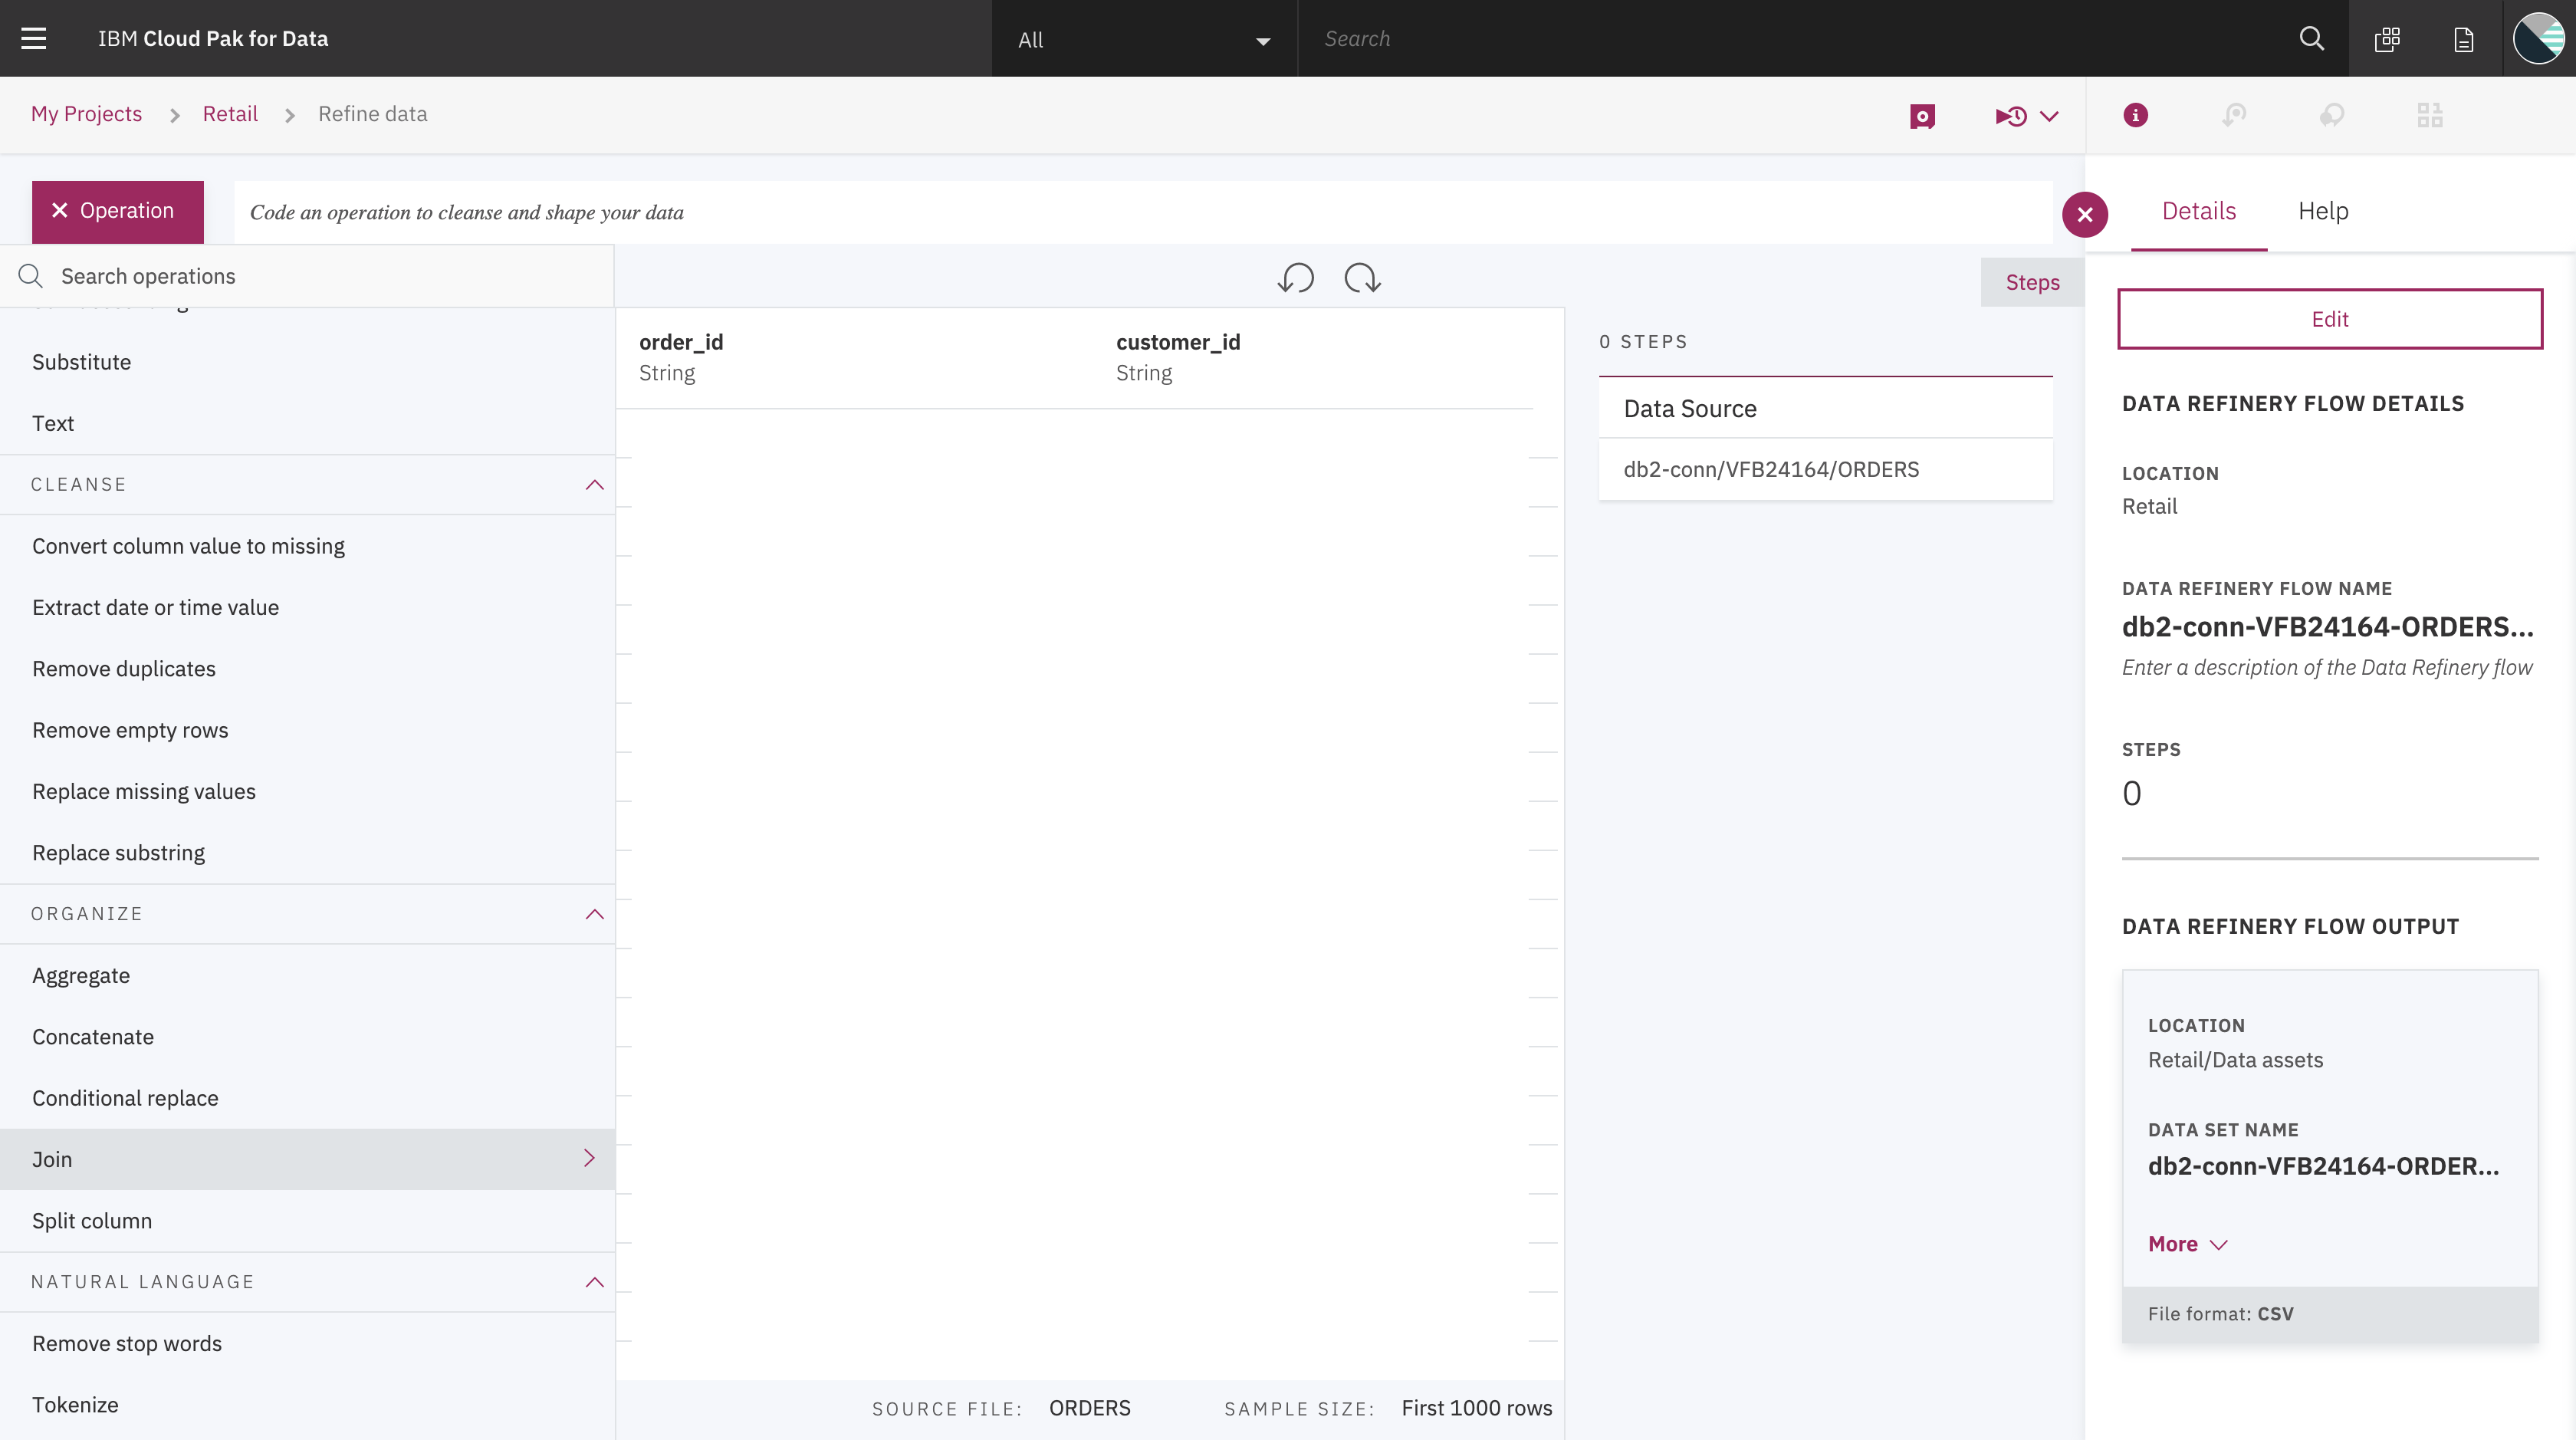 IBM Cloud Pak for Data
All
Search
My Projects
Retail
Refine data
Operation
Code an operation to cleanse and shape your data
Search operations
Substitute
Text
CLEANSE
Convert column value to missing
Extract date or time value
Remove duplicates
Remove empty rows
Replace missing values
Replace substring
ORGANIZE
Aggregate
Concatenate
Conditional replace
Join
Split column
NATURAL LANGUAGE
Remove stop words
Tokenize
order_id
String
customer_id
String
SOURCE FILE: ORDERS
SAMPLE SIZE: First 1000 rows
Steps
0 STEPS
Data Source
db2-conn/VFB24164/ORDERS
Details
Help
Edit
DATA REFINERY FLOW DETAILS
LOCATION
Retail
DATA REFINERY FLOW NAME
db2-conn-VFB24164-ORDERS...
Enter a description of the Data Refinery flow
STEPS
0
DATA REFINERY FLOW OUTPUT
LOCATION
Retail/Data assets
DATA SET NAME
db2-conn-VFB24164-ORDER...
More
File format: CSV